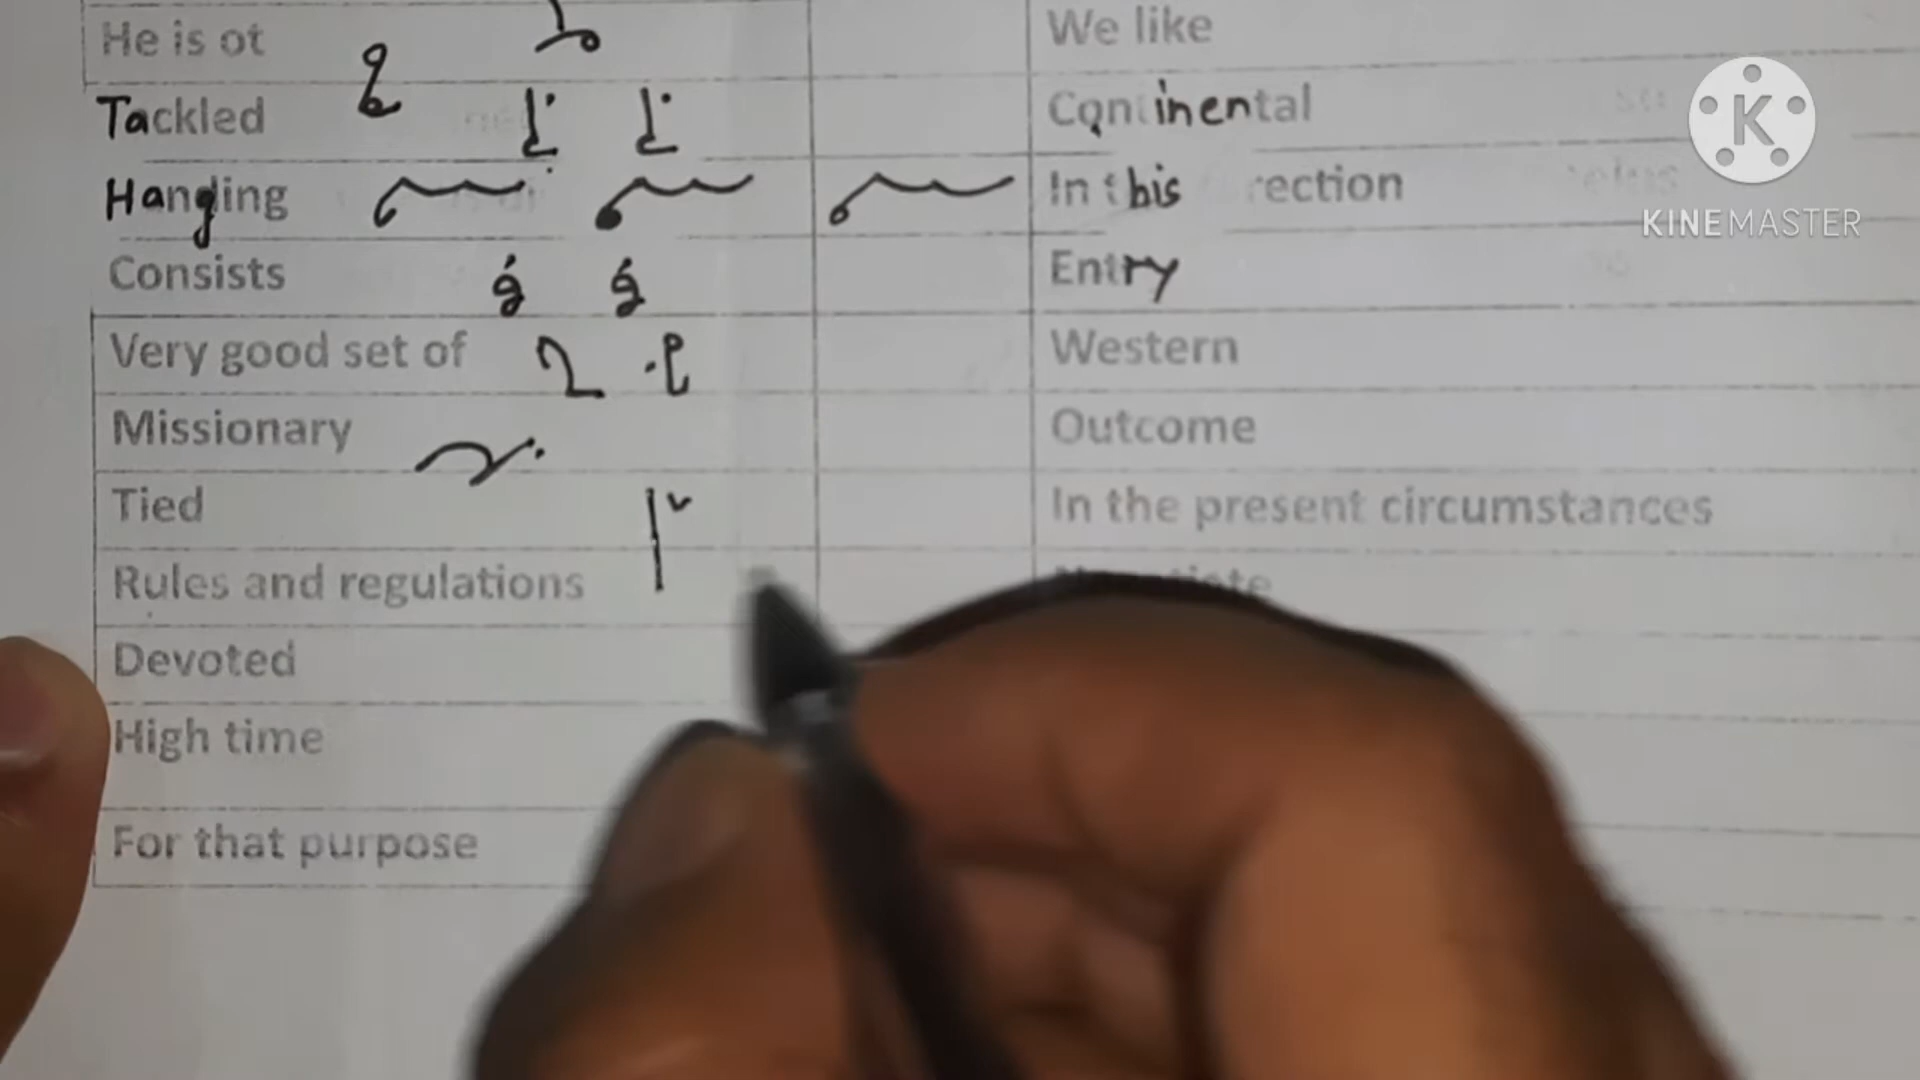 He is ot
We like
Tackled
Continental
Hanging
In this rection
Consists
Entry
Very good set of
Western
Missionary
Outcome
Tied
In the present circumstances
Rules and regulations
Devoted
High time
For that purpose
K
KINEMASTER